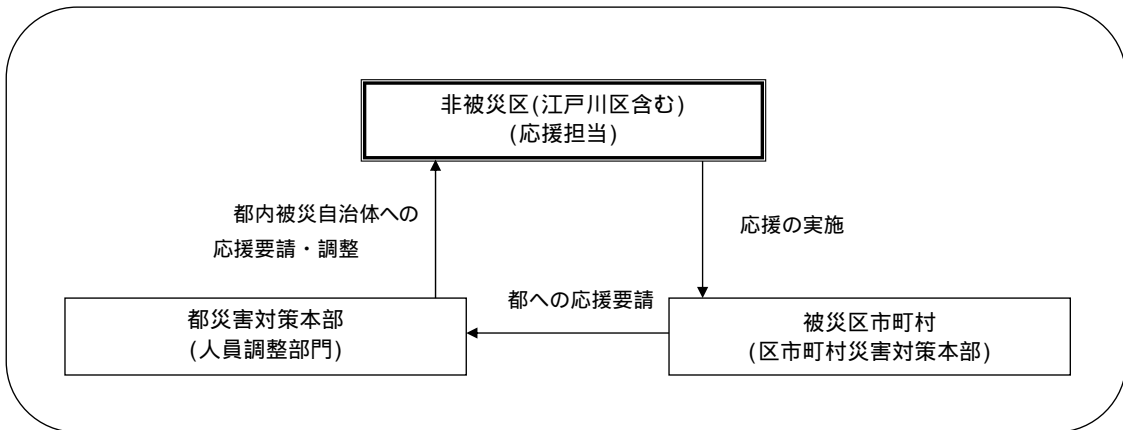 非被災区(江戸川区含む)
(応援担当)
都内被災自治体への
応援要請・調整
応援の実施
都への応援要請
都災害対策本部
(人員調整部門)
被災区市町村
(区市町村災害対策本部)